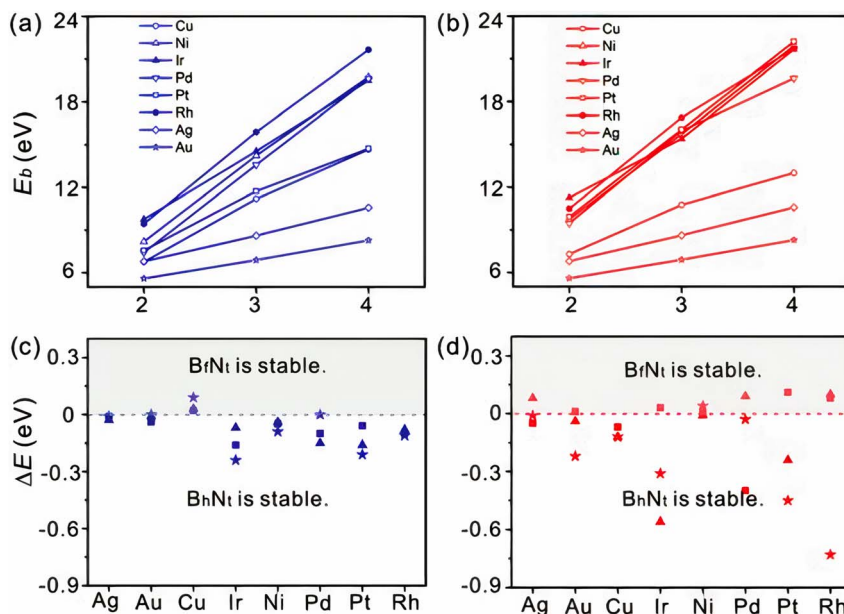 (a)
24
18
12
6
Eb (eV)
Cu
Ni
Ir
Pd
Pt
Rh
Ag
Au
2 3 4
(b)
24
18
12
6
Eb (eV)
Cu
Ni
Ir
Pd
Pt
Rh
Ag
Au
2 3 4
(c)
0.3
0
-0.3
-0.6
-0.9
ΔE (eV)
BfNt is stable.
BhNt is stable.
Ag Au Cu Ir Ni Pd Pt Rh
(d)
0.3
0
-0.3
-0.6
-0.9
BfNt is stable.
BhNt is stable.
Ag Au Cu Ir Ni Pd Pt Rh